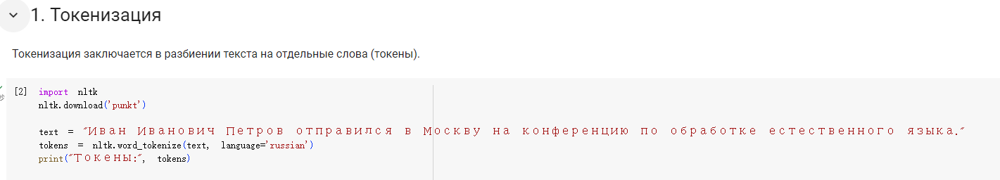 1. Токенизация
Токенизация заключается в разбиении текста на отдельные слова (токены).
[2] import nltk
nltk.download('punkt')
text = "Иван Иванович Петров отправился в Москву на конференцию по обработке естественного языка."
tokens = nltk.word_tokenize(text, language='russian')
print("Токены:", tokens)